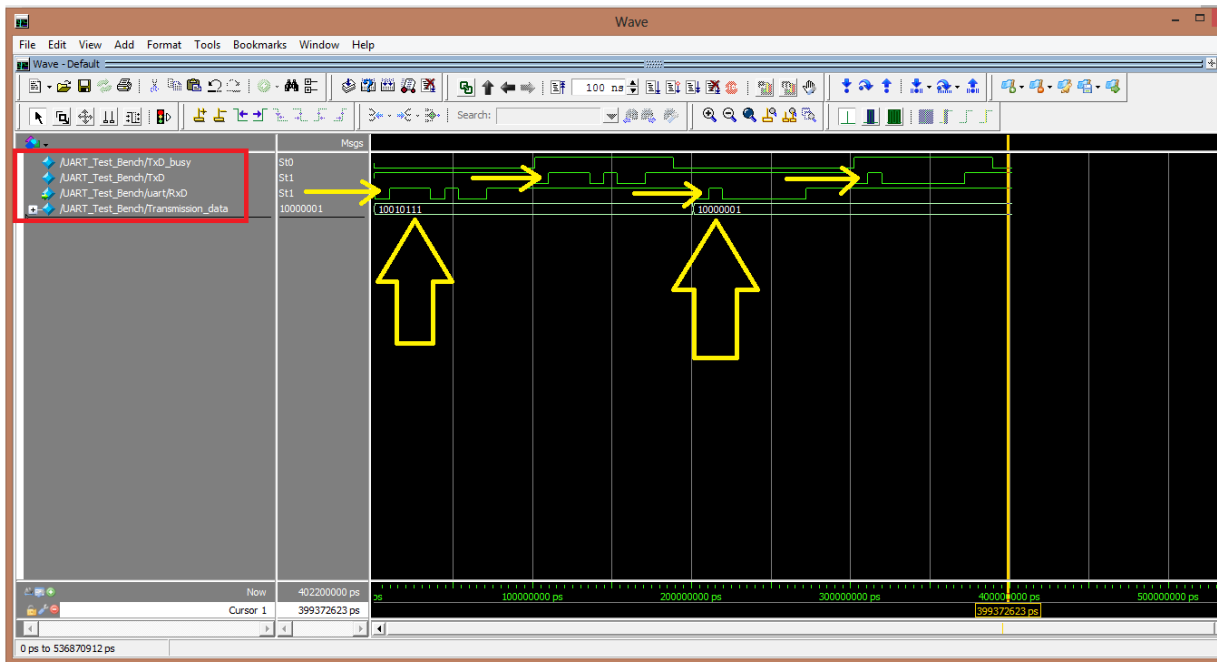 Wave
File Edit View Add Format Tools Bookmarks Window Help
Wave - Default
100 ns
Search:
Msgs
/UART_Test_Bench/TxD_busy St0
/UART_Test_Bench/TxD St1
/UART_Test_Bench/uart/RxD St1
/UART_Test_Bench/Transmission_data 10000001 10010111 10000001
Now 402200000 ps ps 100000000 ps 200000000 ps 300000000 ps 400000000 ps 500000000 ps
Cursor 1 399372623 ps 399372623 ps
0 ps to 536870912 ps